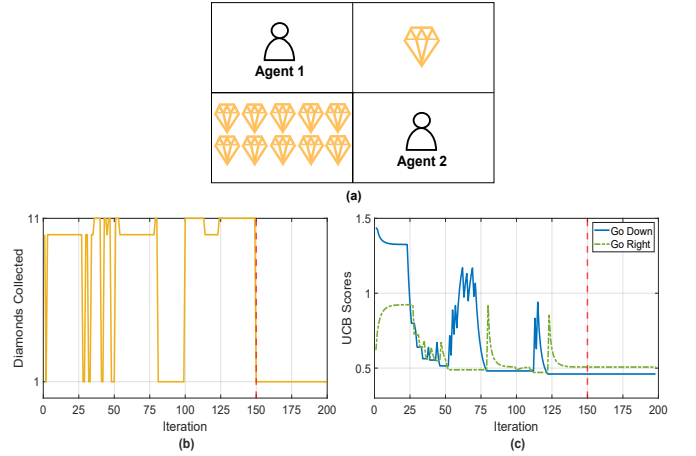 Agent 1
Agent 2
(a)
Diamonds Collected
11
1
0 25 50 75 100 125 150 175 200
Iteration
(b)
UCB Scores
1.5
1
0.5
Go Down
Go Right
0 25 50 75 100 125 150 175 200
Iteration
(c)